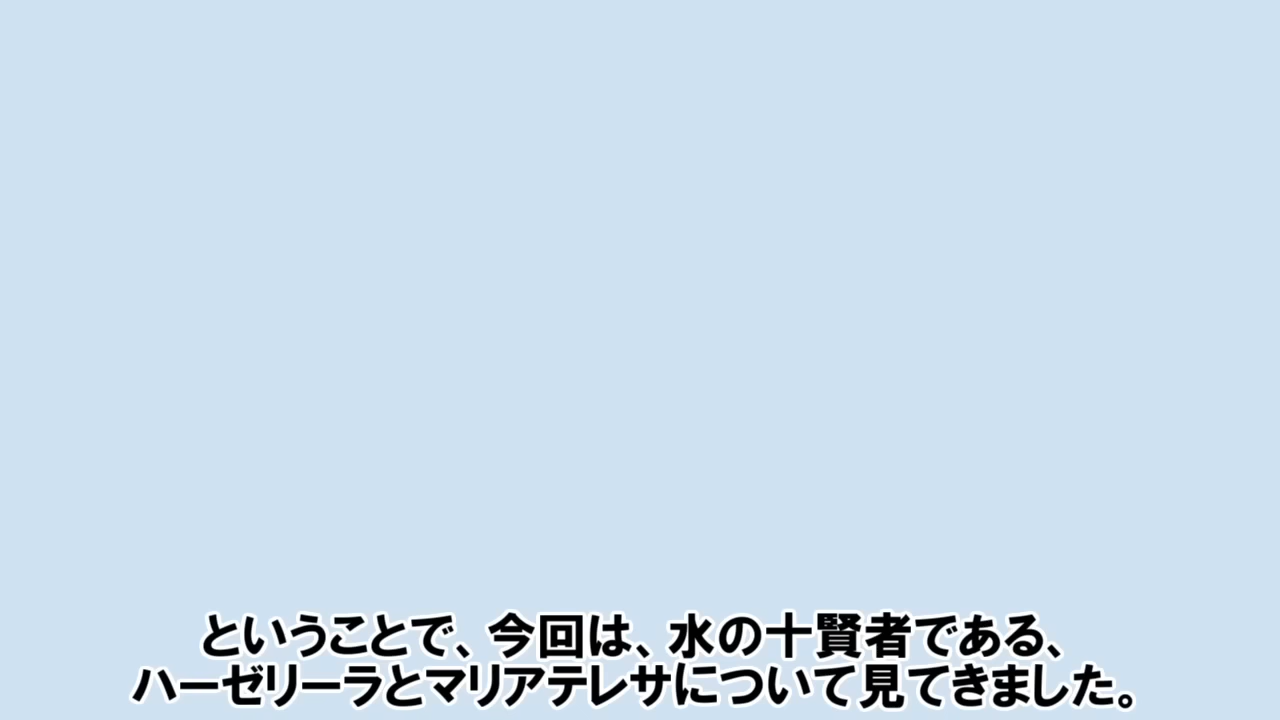 ということで、今回は、水の十賢者である、
ハーゼリーラとマリアテレサについて見てきました。